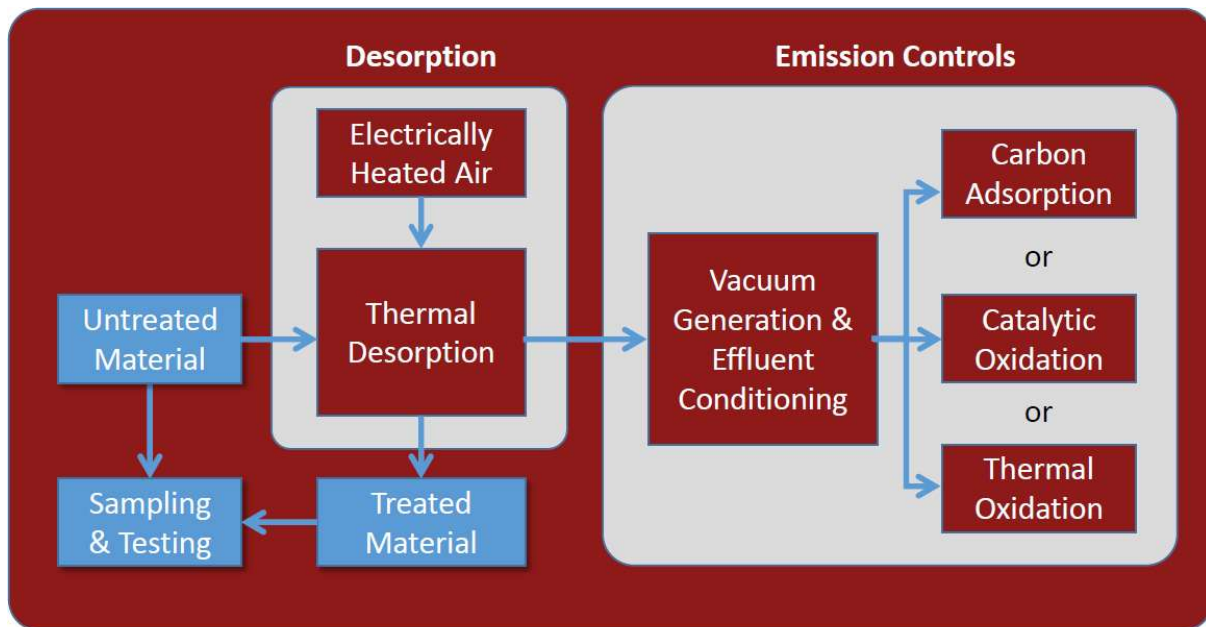 Desorption
Emission Controls
Electrically
Heated Air
Thermal
Desorption
Untreated
Material
Sampling
& Testing
Treated
Material
Vacuum
Generation &
Effluent
Conditioning
Carbon
Adsorption
or
Catalytic
Oxidation
or
Thermal
Oxidation